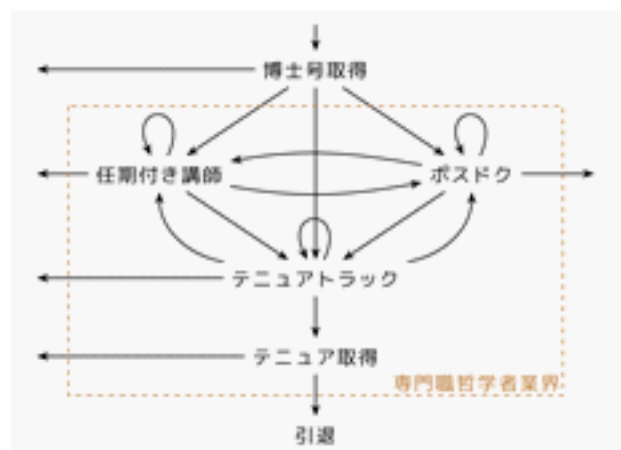 博士号取得
任期付き講師
ポスドク
テニュアトラック
テニュア取得
専門職哲学者業界
引退